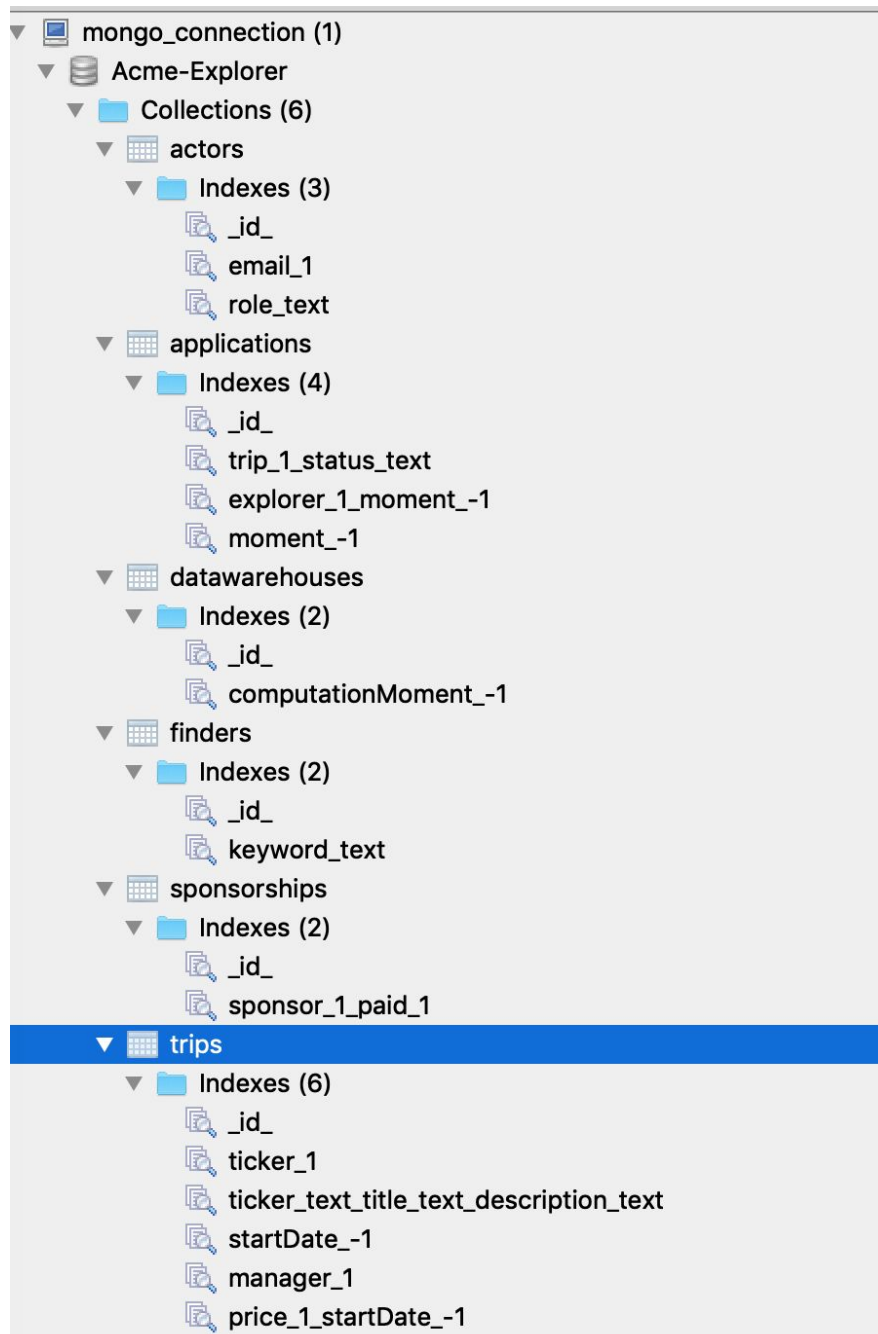 mongo_connection (1)
Acme-Explorer
Collections (6)
actors
Indexes (3)
_id_
email_1
role_text
applications
Indexes (4)
_id_
trip_1_status_text
explorer_1_moment_-1
moment_-1
datawarehouses
Indexes (2)
_id_
computationMoment_-1
finders
Indexes (2)
_id_
keyword_text
sponsorships
Indexes (2)
_id_
sponsor_1_paid_1
trips
Indexes (6)
_id_
ticker_1
ticker_text_title_text_description_text
startDate_-1
manager_1
price_1_startDate_-1